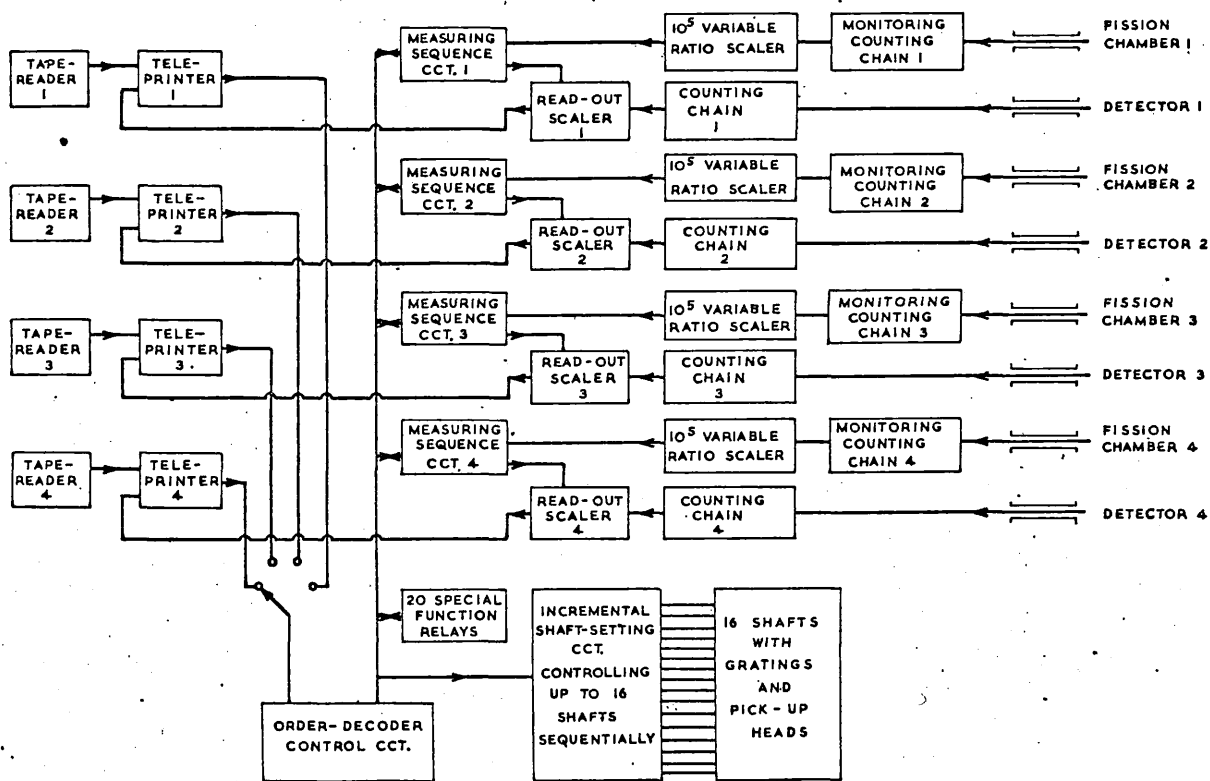 TAPE-
READER
1
TELE-
PRINTER
1
MEASURING
SEQUENCE
CCT. 1
10⁵ VARIABLE
RATIO SCALER
MONITORING
COUNTING
CHAIN 1
FISSION
CHAMBER 1
READ-OUT
SCALER
1
COUNTING
CHAIN
1
DETECTOR 1
TAPE-
READER
2
TELE-
PRINTER
2
MEASURING
SEQUENCE
CCT. 2
10⁵ VARIABLE
RATIO SCALER
MONITORING
COUNTING
CHAIN 2
FISSION
CHAMBER 2
READ-OUT
SCALER
2
COUNTING
CHAIN
2
DETECTOR 2
TAPE-
READER
3
TELE-
PRINTER
3.
MEASURING
SEQUENCE
CCT. 3
10⁵ VARIABLE
RATIO SCALER
MONITORING
COUNTING
CHAIN 3
FISSION
CHAMBER 3
READ-OUT
SCALER
3
COUNTING
CHAIN
3
DETECTOR 3
TAPE-
READER
4
TELE-
PRINTER
4
MEASURING
SEQUENCE
CCT. 4
10⁵ VARIABLE
RATIO SCALER
MONITORING
COUNTING
CHAIN 4
FISSION
CHAMBER 4
READ-OUT
SCALER
4
COUNTING
CHAIN
4
DETECTOR 4
20 SPECIAL
FUNCTION
RELAYS
INCREMENTAL
SHAFT-SETTING
CCT.
CONTROLLING
UP TO 16
SHAFTS
SEQUENTIALLY
16 SHAFTS
WITH
GRATINGS
AND
PICK-UP
HEADS
ORDER-DECODER
CONTROL CCT.